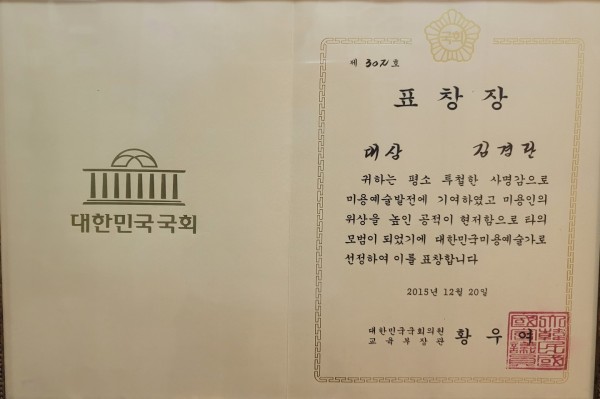 대한민국국회
국회
제 302 호
표 창 장
대상 김경란
귀하는 평소 투철한 사명감으로
미용예술발전에 기여하였고 미용인의
위상을 높인 공적이 현저함으로 타의
모범이 되었기에 대한민국미용예술가로
선정하여 이를 표창합니다
2015년 12월 20일
대한민국국회의원
교육부장관 황우여